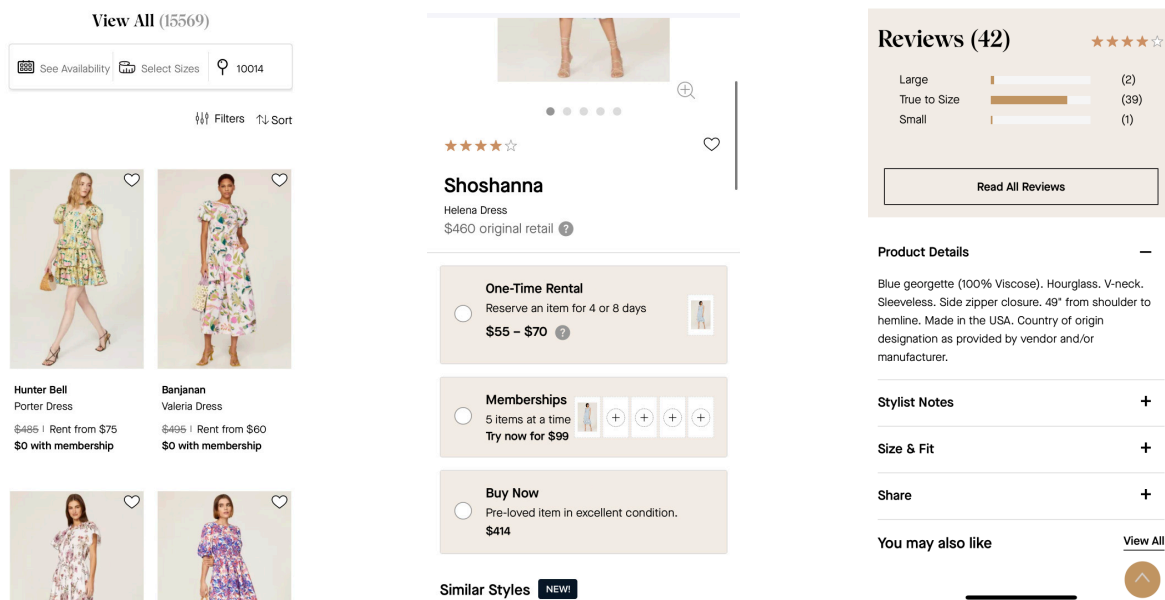 View All (15569)
See Availability
Select Sizes
10014
Filters
Sort
Hunter Bell
Porter Dress
$485 | Rent from $75
$0 with membership
Banjanan
Valeria Dress
$495 | Rent from $60
$0 with membership
Shoshanna
Helena Dress
$460 original retail ?
One-Time Rental
Reserve an item for 4 or 8 days
$55 – $70 ?
Memberships
5 items at a time
Try now for $99
Buy Now
Pre-loved item in excellent condition.
$414
Similar Styles NEW!
Reviews (42)
Large (2)
True to Size (39)
Small (1)
Read All Reviews
Product Details
Blue georgette (100% Viscose). Hourglass. V-neck.
Sleeveless. Side zipper closure. 49" from shoulder to
hemline. Made in the USA. Country of origin
designation as provided by vendor and/or
manufacturer.
Stylist Notes
Size & Fit
Share
You may also like
View All